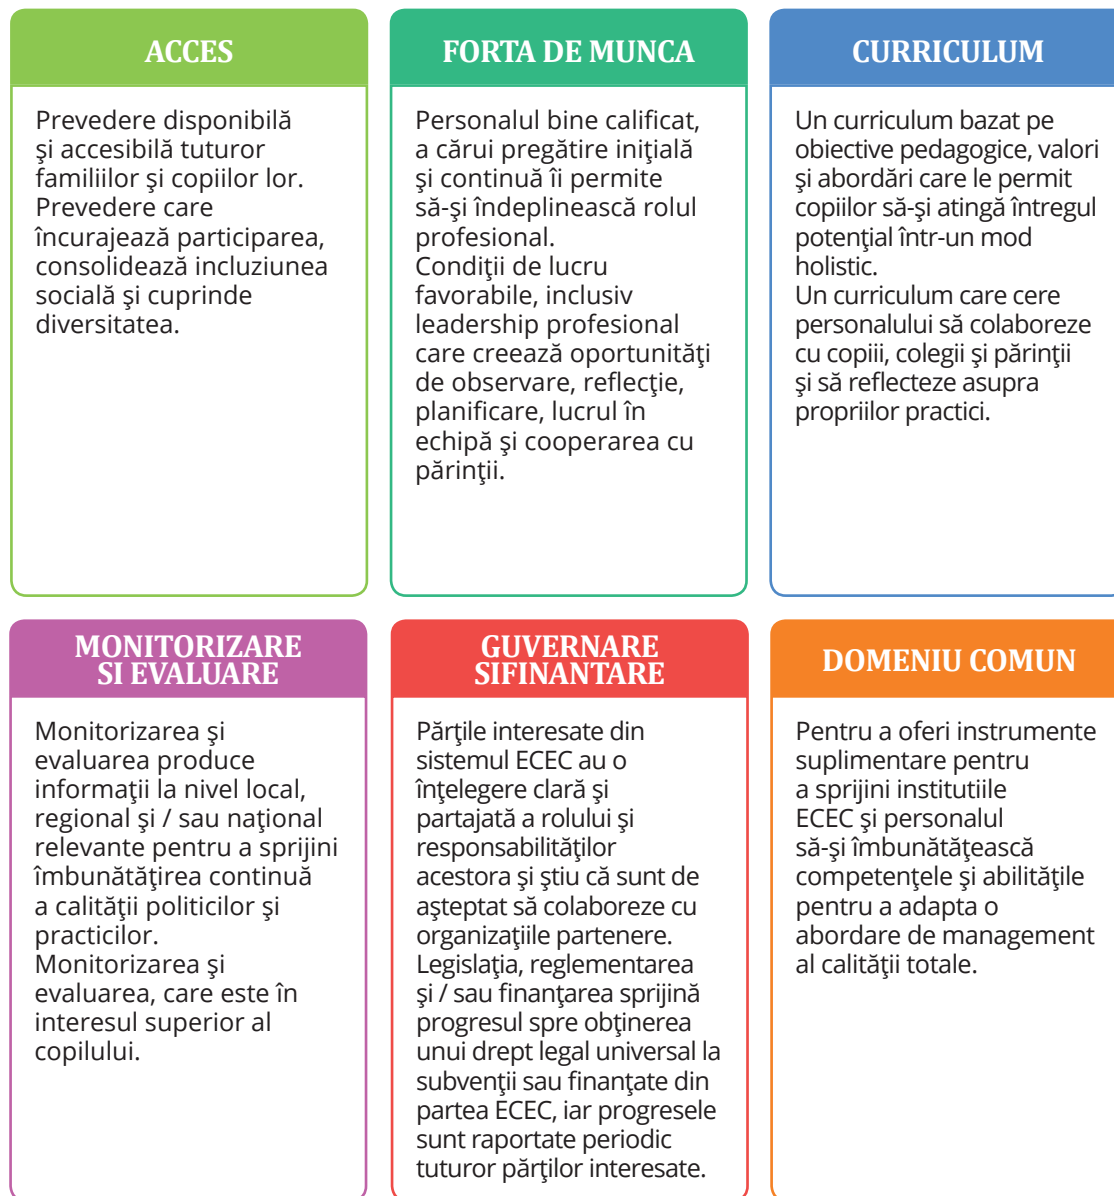 ACCES
Prevedere disponibilă
şi accesibilă tuturor
familiilor şi copiilor lor.
Prevedere care
încurajează participarea,
consolidează incluziunea
socială şi cuprinde
diversitatea.
FORTA DE MUNCA
Personalul bine calificat,
a cărui pregătire iniţială
şi continuă îi permite
să-şi îndeplinească rolul
profesional.
Condiţii de lucru
favorabile, inclusiv
leadership profesional
care creează oportunităţi
de observare, reflecţie,
planificare, lucrul în
echipă şi cooperarea cu
părinţii.
CURRICULUM
Un curriculum bazat pe
obiective pedagogice, valori
şi abordări care le permit
copiilor să-şi atingă întregul
potenţial într-un mod
holistic.
Un curriculum care cere
personalului să colaboreze
cu copiii, colegii şi părinţii
şi să reflecteze asupra
propriilor practici.
MONITORIZARE
SI EVALUARE
Monitorizarea şi
evaluarea produce
informaţii la nivel local,
regional şi / sau naţional
relevante pentru a sprijini
îmbunătăţirea continuă
a calităţii politicilor şi
practicilor.
Monitorizarea şi
evaluarea, care este în
interesul superior al
copilului.
GUVERNARE
SIFINANTARE
Părţile interesate din
sistemul ECEC au o
înţelegere clară şi
partajată a rolului şi
responsabilităţilor
acestora şi ştiu că sunt de
aşteptat să colaboreze cu
organizaţiile partenere.
Legislaţia, reglementarea
şi / sau finanţarea sprijină
progresul spre obţinerea
unui drept legal universal la
subvenţii sau finanţate din
partea ECEC, iar progresele
sunt raportate periodic
tuturor părţilor interesate.
DOMENIU COMUN
Pentru a oferi instrumente
suplimentare pentru
a sprijini institutiile
ECEC şi personalul
să-şi îmbunătăţească
competenţele şi abilităţile
pentru a adapta o
abordare de management
al calităţii totale.